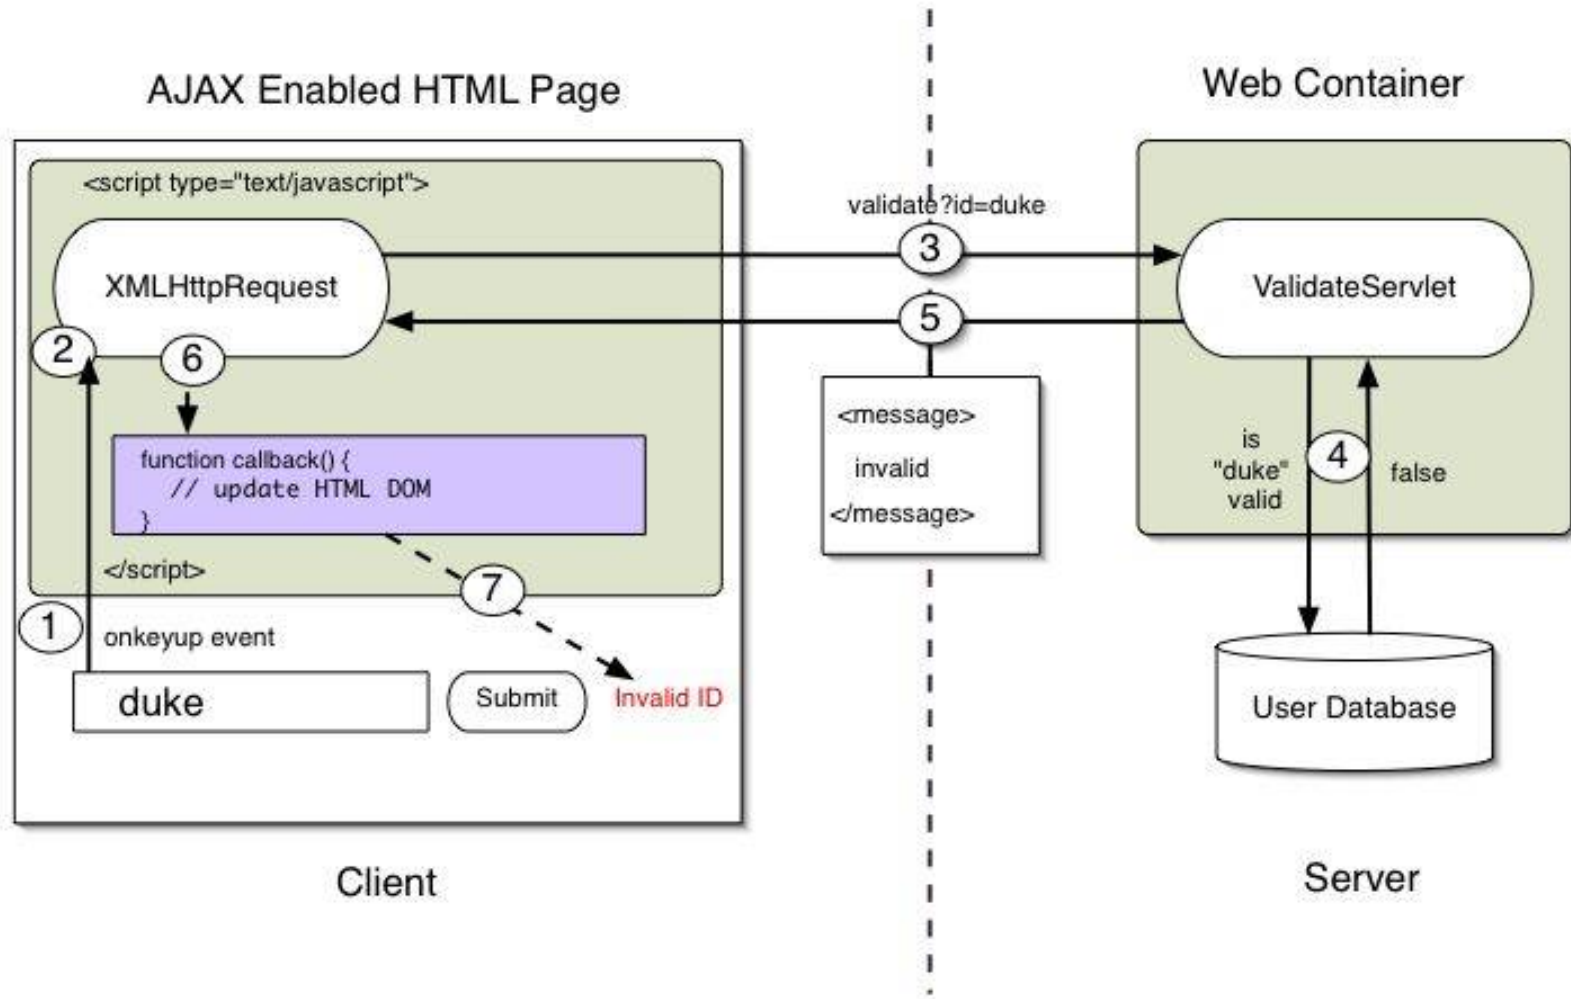 AJAX Enabled HTML Page
<script type="text/javascript">
XMLHttpRequest
2
6
function callback() {
// update HTML DOM
}
</script>
7
1
onkeyup event
duke
Submit
Invalid ID
Client
validate?id=duke
3
5
<message>
invalid
</message>
Web Container
ValidateServlet
is
"duke"
valid
4
false
User Database
Server